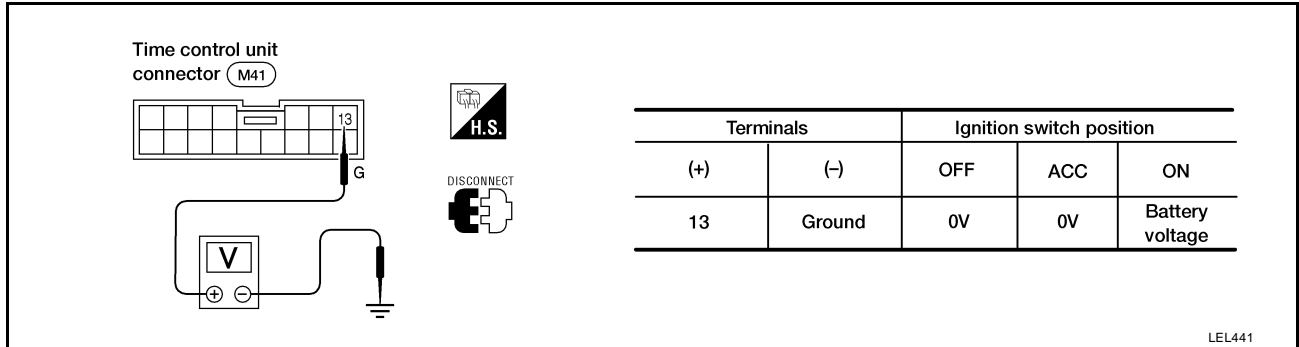 Time control unit
connector M41
13
G
V
+ −
H.S.
DISCONNECT
Terminals Ignition switch position
(+) (−) OFF ACC ON
13 Ground 0V 0V Battery voltage
LEL441